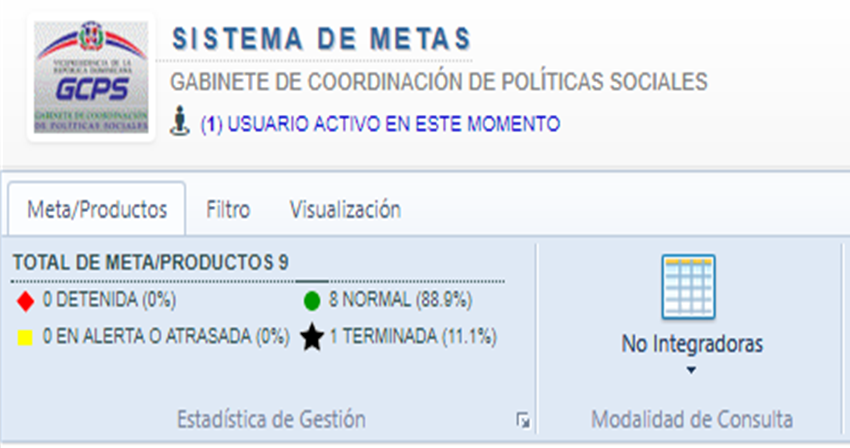 VICEPRESIDENCIA DE LA
REPÚBLICA DOMINICANA
GCPS
GABINETE DE COORDINACIÓN
DE POLÍTICAS SOCIALES
SISTEMA DE METAS
GABINETE DE COORDINACIÓN DE POLÍTICAS SOCIALES
(1) USUARIO ACTIVO EN ESTE MOMENTO
Meta/Productos Filtro Visualización
TOTAL DE META/PRODUCTOS 9
0 DETENIDA (0%) 8 NORMAL (88.9%)
0 EN ALERTA O ATRASADA (0%) 1 TERMINADA (11.1%)
No Integradoras
Estadística de Gestión
Modalidad de Consulta